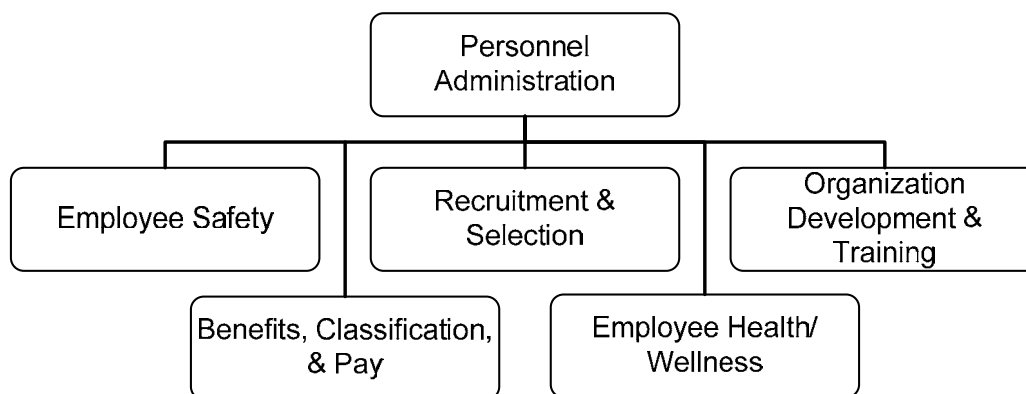 Personnel
Administration
Employee Safety
Recruitment &
Selection
Organization
Development &
Training
Benefits, Classification,
& Pay
Employee Health/
Wellness